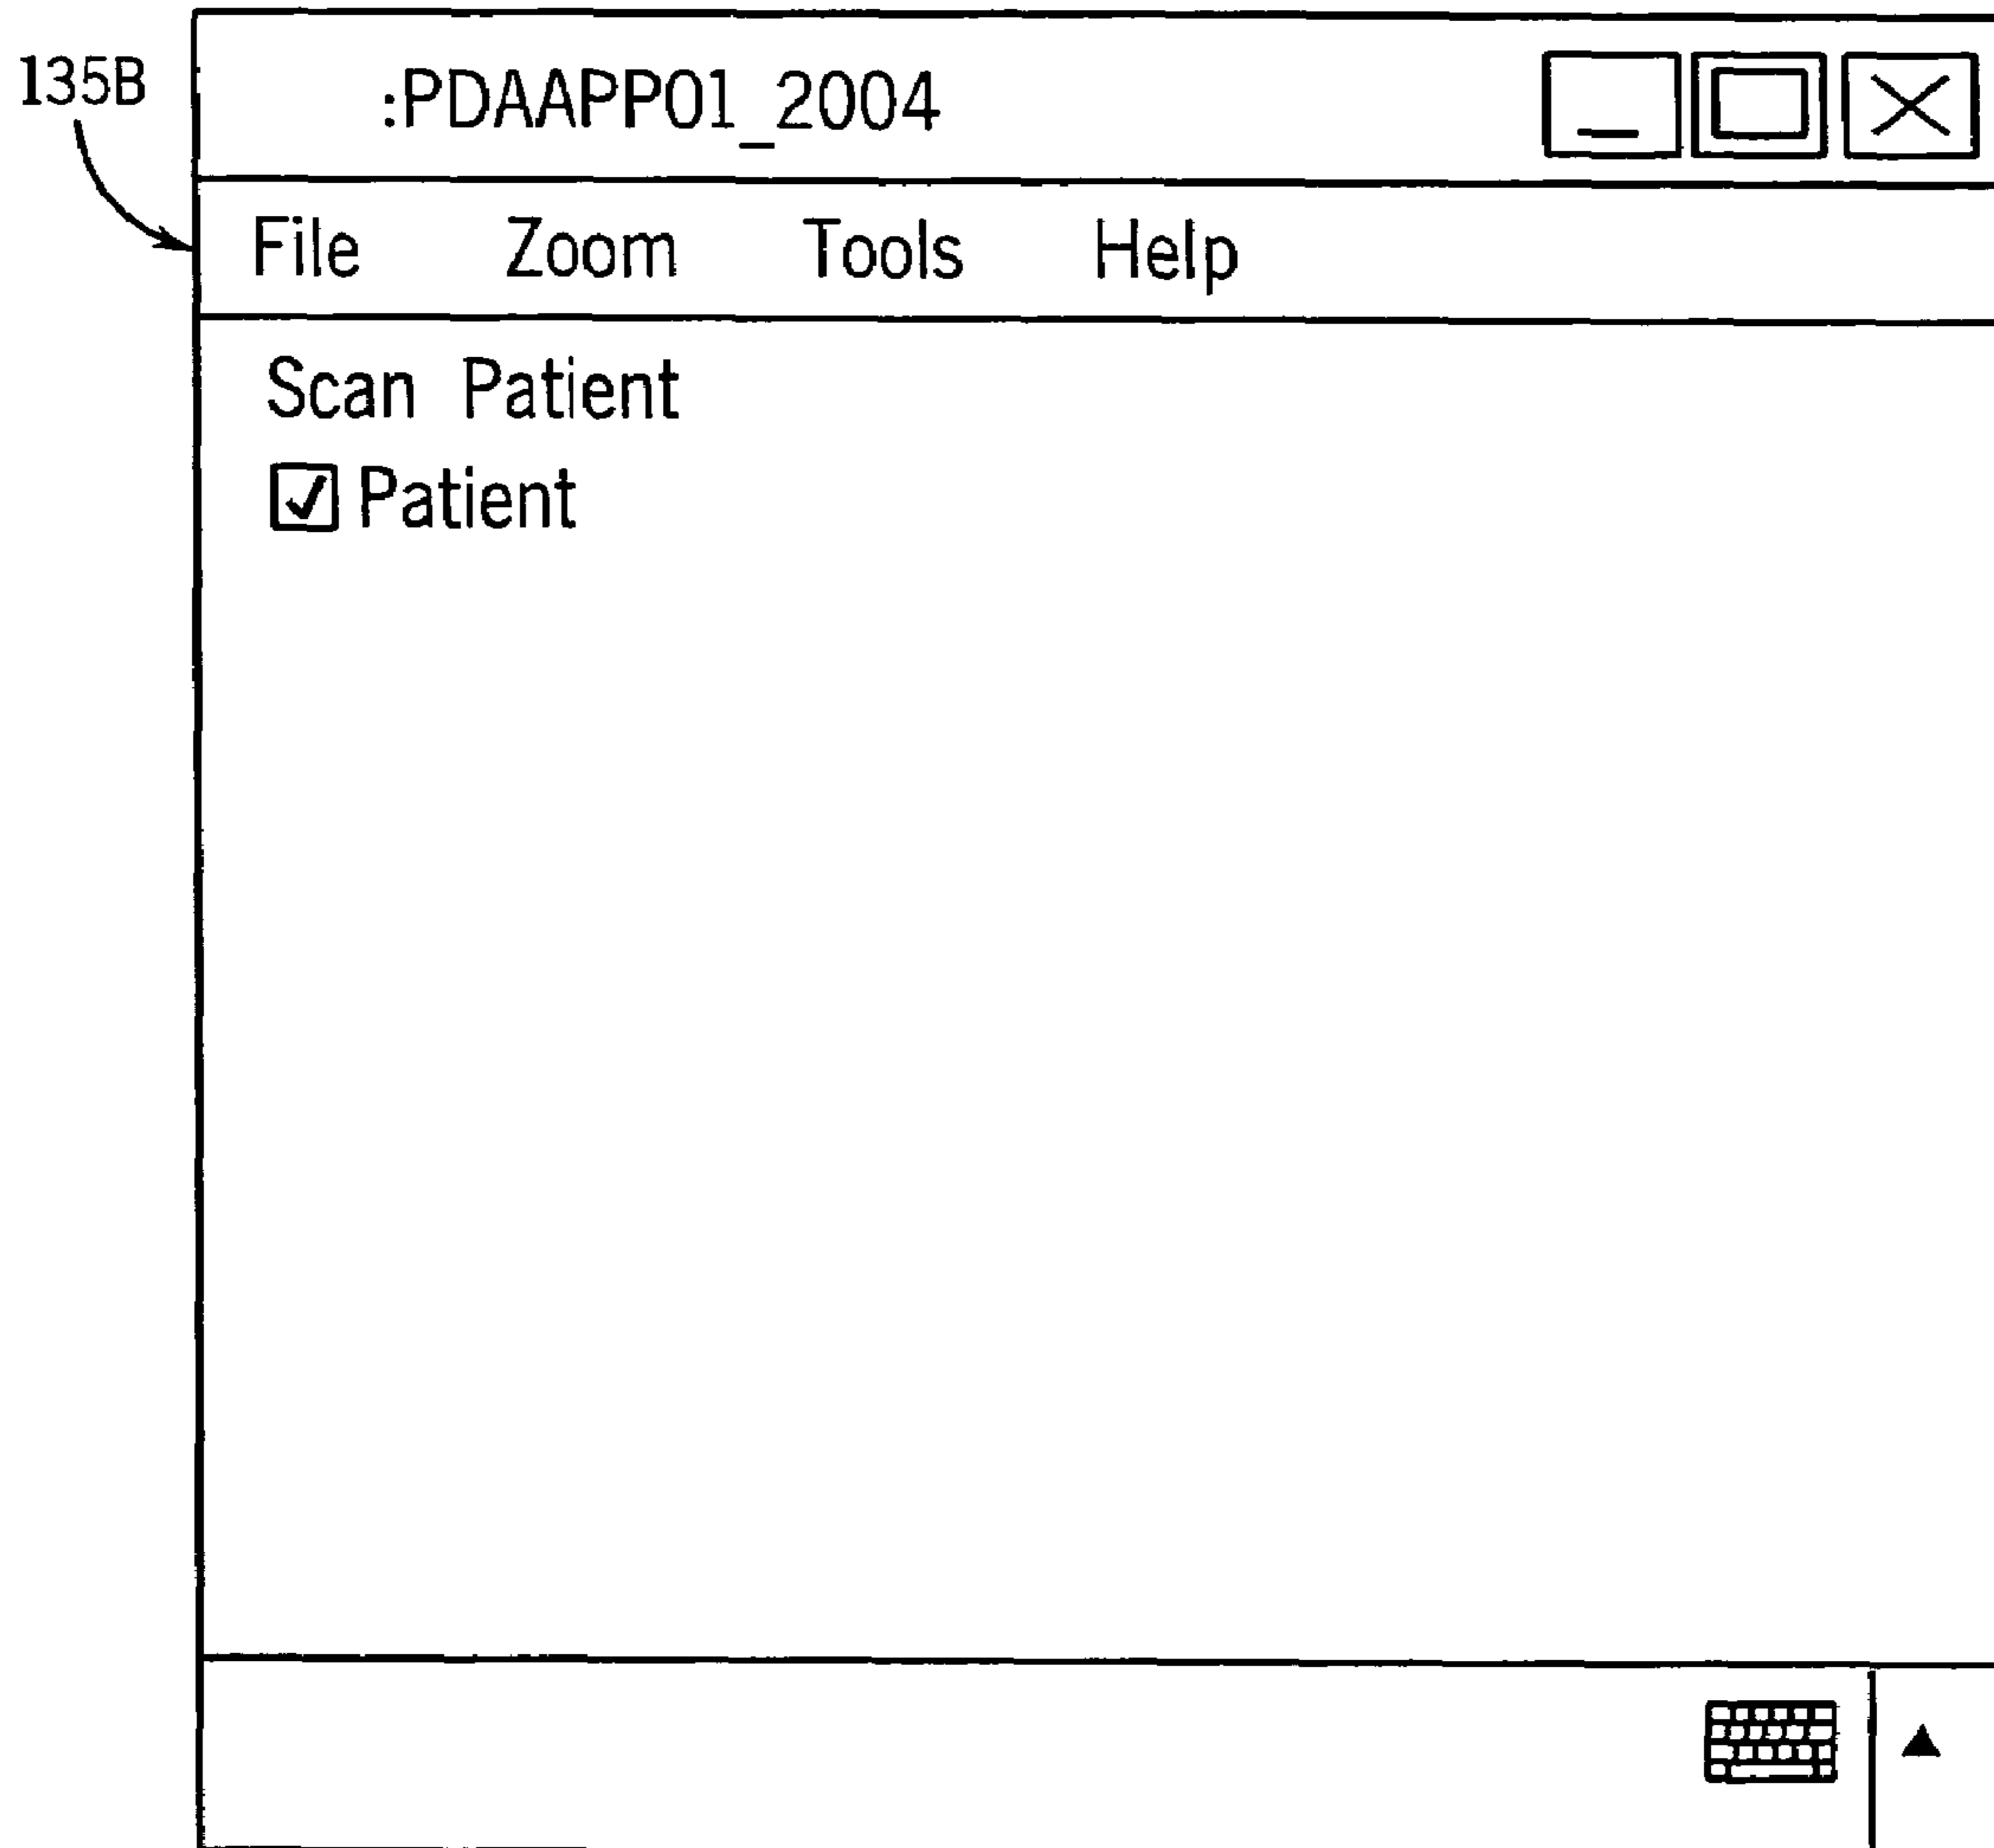 135B
:PDAAPP01_2004
File Zoom Tools Help
Scan Patient
Patient